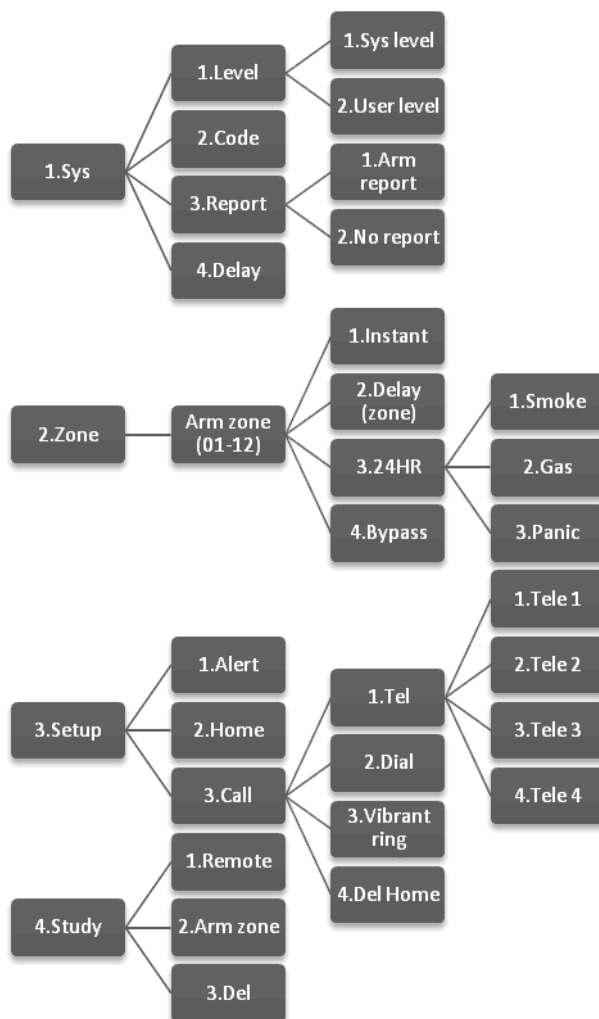 1.Sys
1.Level
1.Sys level
2.User level
2.Code
3.Report
1.Arm
report
2.No report
4.Delay
2.Zone
Arm zone
(01-12)
1.Instant
2.Delay
(zone)
3.24HR
1.Smoke
2.Gas
3.Panic
4.Bypass
3.Setup
1.Alert
2.Home
3.Call
1.Tel
1.Tele 1
2.Tele 2
3.Tele 3
4.Tele 4
2.Dial
3.Vibrant
ring
4.Del Home
4.Study
1.Remote
2.Arm zone
3.Del